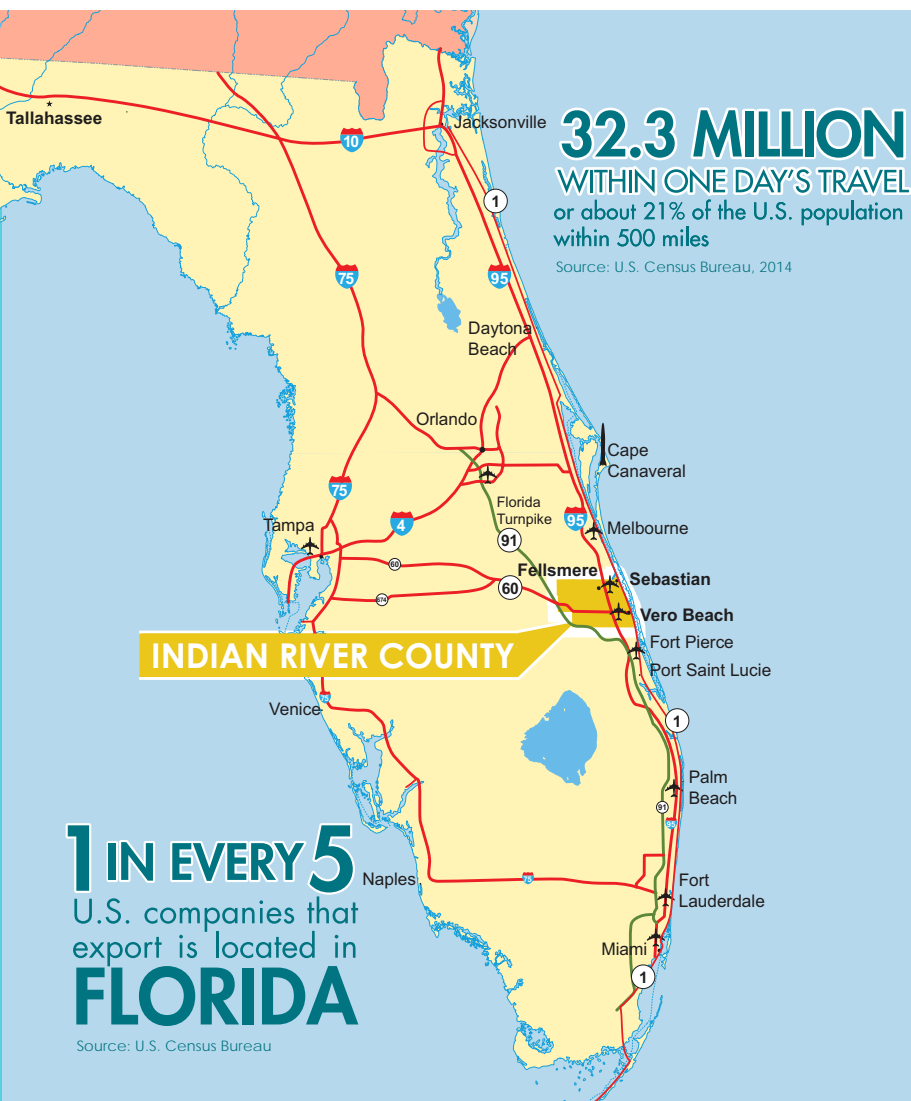 Tallahassee
Jacksonville
10
32.3 MILLION
WITHIN ONE DAY'S TRAVEL
or about 21% of the U.S. population
within 500 miles
Source: U.S. Census Bureau, 2014
1
75
95
Daytona
Beach
Orlando
Cape
Canaveral
75
Florida
Turnpike
95
Tampa
4
Melbourne
91
60
Fellsmere
60
Sebastian
674
Vero Beach
INDIAN RIVER COUNTY
Fort Pierce
Port Saint Lucie
75
Venice
1
Palm
Beach
91
95
1 IN EVERY 5
U.S. companies that
export is located in
FLORIDA
Source: U.S. Census Bureau
Naples
75
Fort
Lauderdale
Miami
1